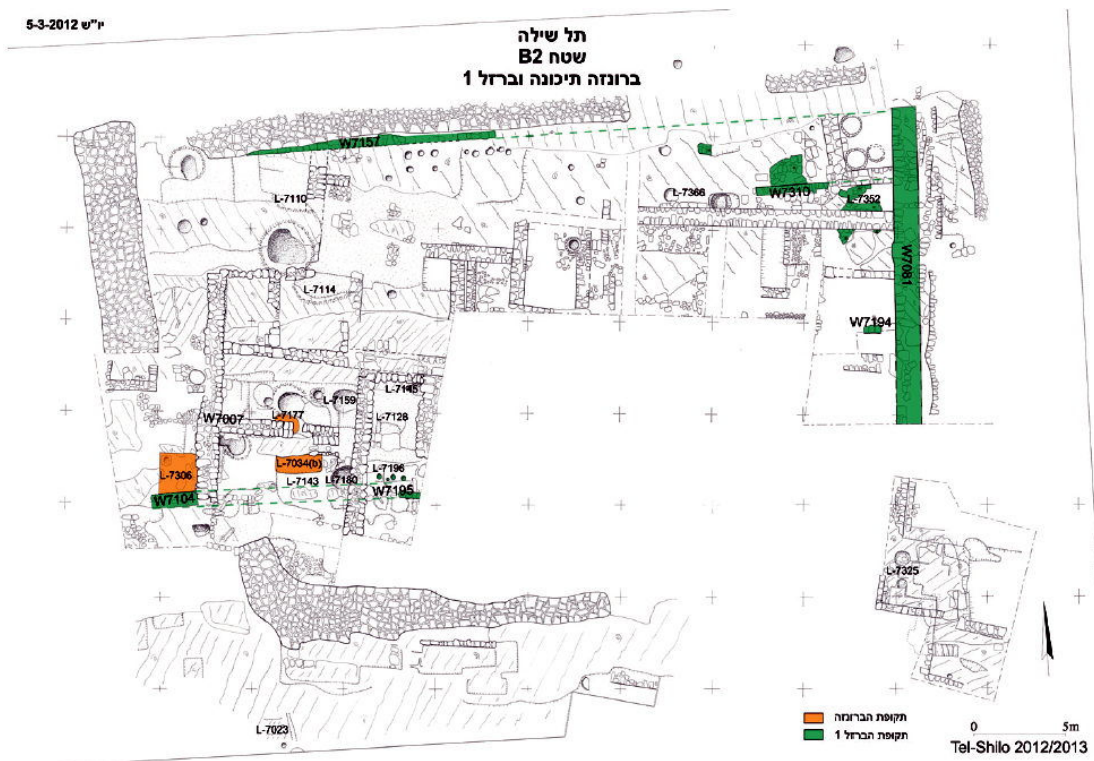 5-3-2012 יו"ש
תל שילה
שטח B2
ברונזה תיכונה וברזל 1
W7157
L-7110
L-7366
W7310
L-7352
W7081
L-7114
W7194
L-7145
L-7159
L-7177
W7007
L-7128
L-7306
L-7034(b)
L-7196
L-7143
L-7180
W7195
W7104
L-7325
L-7023
תקופת הברונזה
תקופת הברזל 1
0 5m
Tel-Shilo 2012/2013